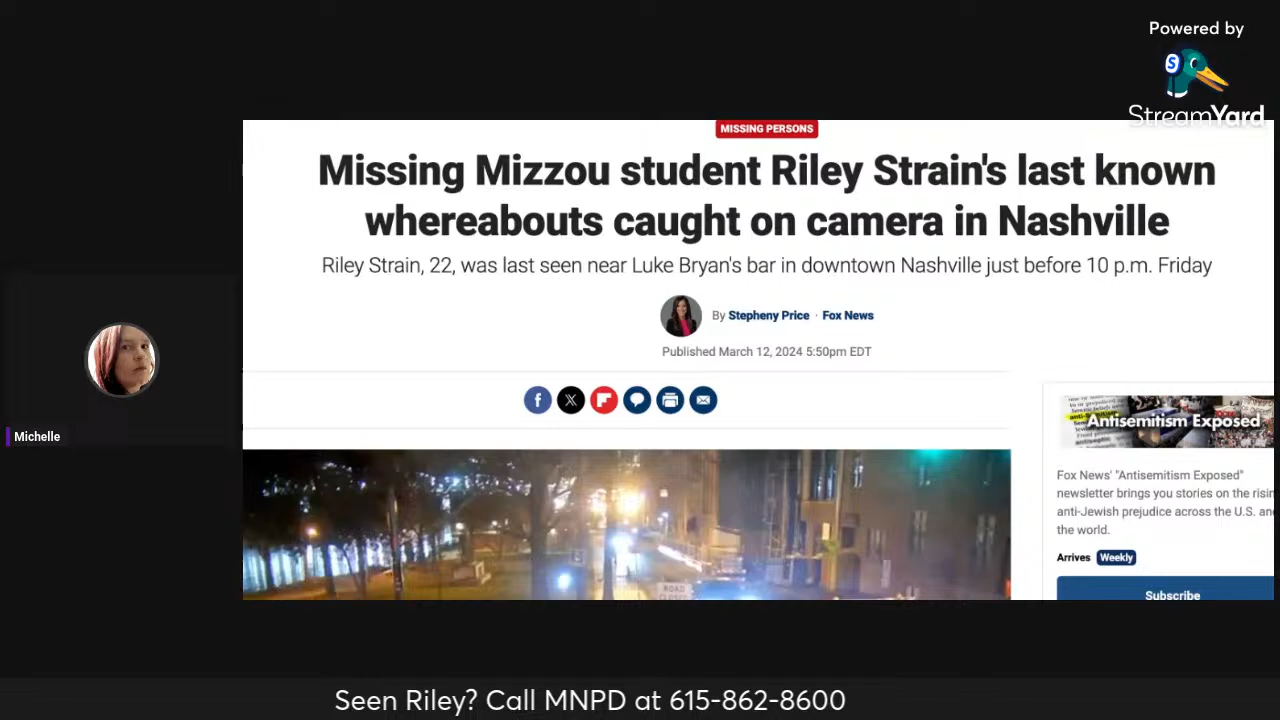 Powered by
S
StreamYard
MISSING PERSONS
Missing Mizzou student Riley Strain's last known
whereabouts caught on camera in Nashville
Riley Strain, 22, was last seen near Luke Bryan's bar in downtown Nashville just before 10 p.m. Friday
By Stepheny Price · Fox News
Published March 12, 2024 5:50pm EDT
Antisemitism Exposed
Fox News' "Antisemitism Exposed"
newsletter brings you stories on the risin
anti-Jewish prejudice across the U.S. an
the world.
Arrives Weekly
Subscribe
ROAD
CLOSED
Michelle
Seen Riley? Call MNPD at 615-862-8600